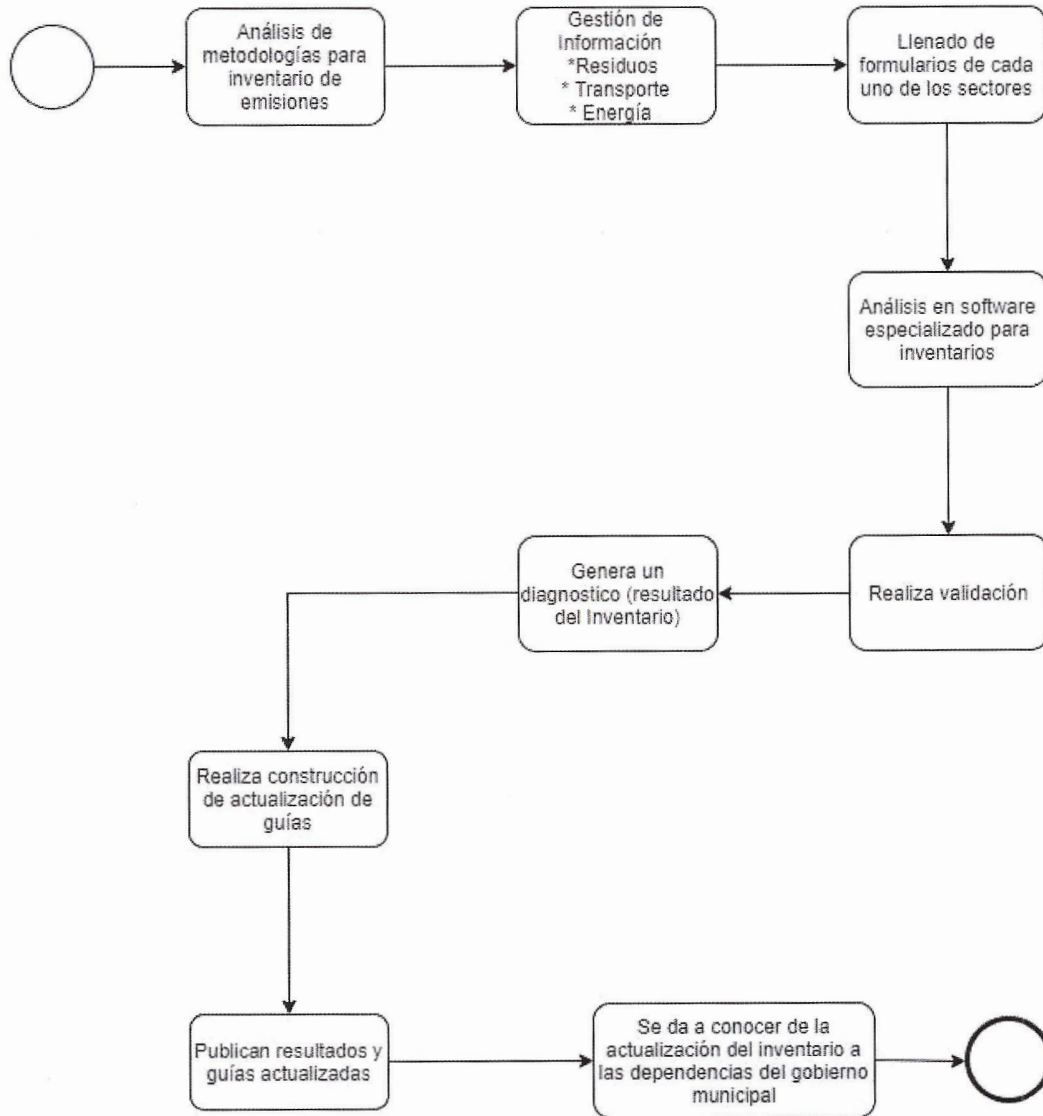 Análisis de
metodologías para
inventario de
emisiones
Gestión de
Información
*Residuos
* Transporte
* Energía
Llenado de
formularios de cada
uno de los sectores
Análisis en software
especializado para
inventarios
Realiza validación
Genera un
diagnostico (resultado
del Inventario)
Realiza construcción
de actualización de
guías
Publican resultados y
guías actualizadas
Se da a conocer de la
actualización del inventario a
las dependencias del gobierno
municipal